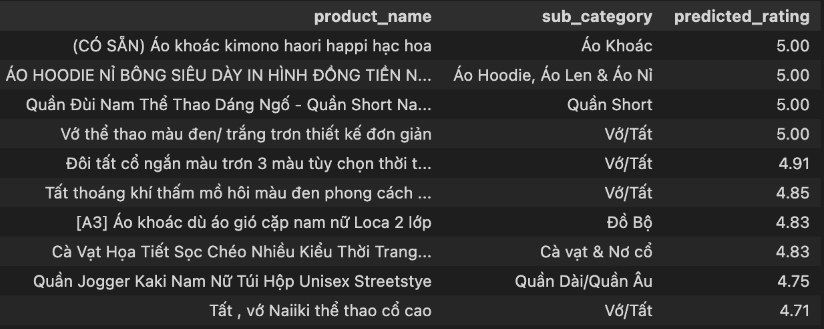 product_name sub_category predicted_rating
(CÓ SẴN) Áo khoác kimono haori happi hạc hoa Áo Khoác 5.00
ÁO HOODIE NỈ BÔNG SIÊU DÀY IN HÌNH ĐỒNG TIỀN N... Áo Hoodie, Áo Len & Áo Nỉ 5.00
Quần Đùi Nam Thể Thao Dáng Ngố - Quần Short Na... Quần Short 5.00
Vớ thể thao màu đen/ trắng trơn thiết kế đơn giản Vớ/Tất 5.00
Đôi tất cổ ngắn màu trơn 3 màu tùy chọn thời t... Vớ/Tất 4.91
Tất thoáng khí thấm mồ hôi màu đen phong cách ... Vớ/Tất 4.85
[A3] Áo khoác dù áo gió cặp nam nữ Loca 2 lớp Đồ Bộ 4.83
Cà Vạt Họa Tiết Sọc Chéo Nhiều Kiểu Thời Trang... Cà vạt & Nơ cổ 4.83
Quần Jogger Kaki Nam Nữ Túi Hộp Unisex Streetstye Quần Dài/Quần Âu 4.75
Tất , vớ Naiiki thể thao cổ cao Vớ/Tất 4.71